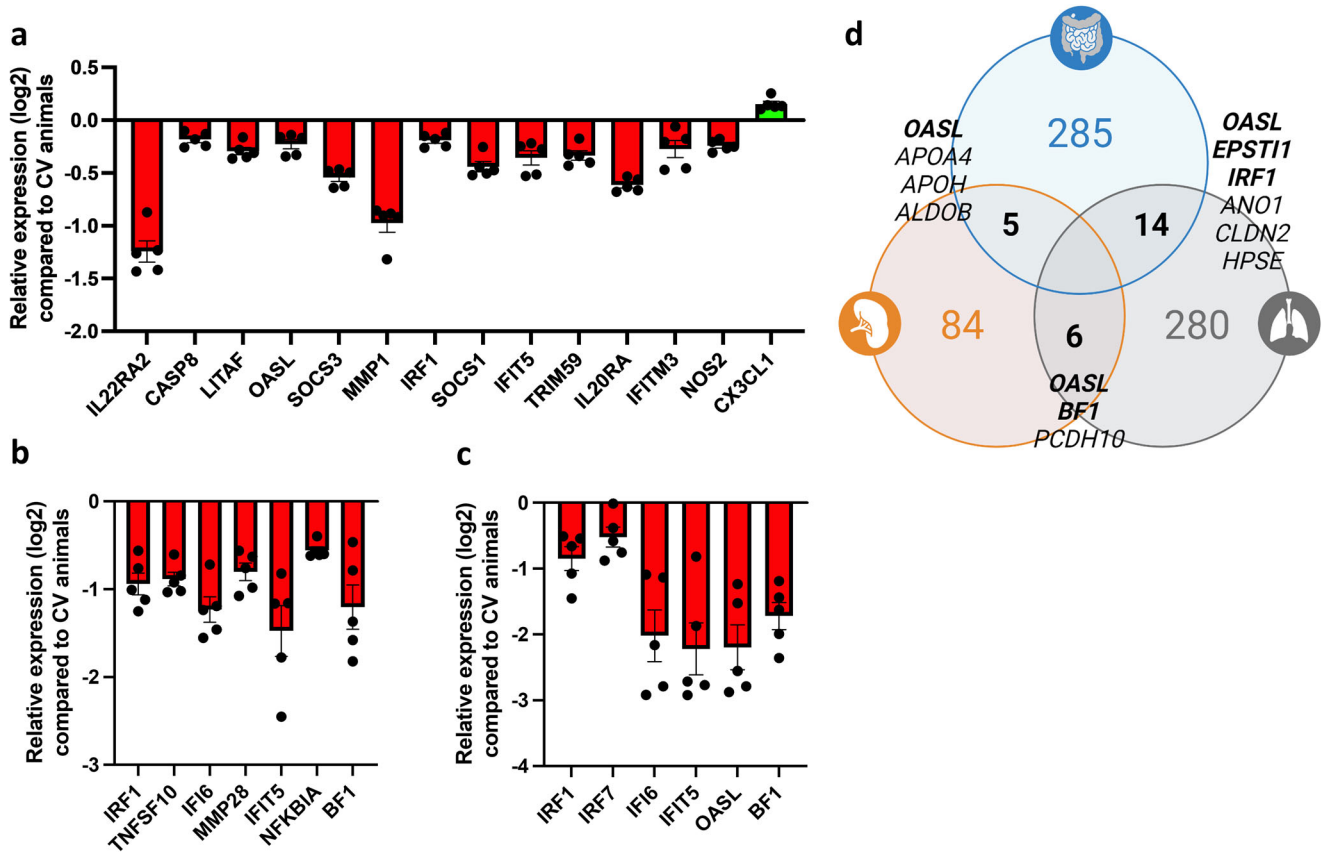 a
Relative expression (log2)
compared to CV animals
0.5
0.0
-0.5
-1.0
-1.5
-2.0
IL22RA2
CASP8
LITAF
OASL
SOCS3
MMP1
IRF1
SOCS1
IFIT5
TRIM59
IL20RA
IFITM3
NOS2
CX3CL1
b
Relative expression (log2)
compared to CV animals
0
-1
-2
-3
IRF1
TNFSF10
IFI6
MMP28
IFIT5
NFKBIA
BF1
c
Relative expression (log2)
compared to CV animals
0
-1
-2
-3
-4
IRF1
IRF7
IFI6
IFIT5
OASL
BF1
d
285
OASL
APOA4
APOH
ALDOB
OASL
EPSTI1
IRF1
ANO1
CLDN2
HPSE
5
14
84
6
280
OASL
BF1
PCDH10